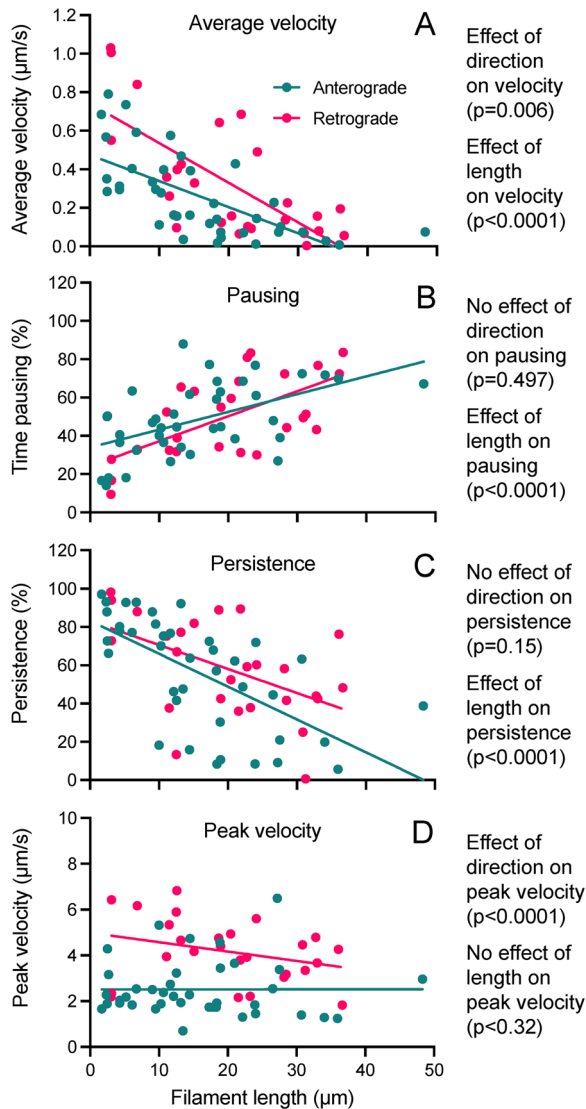 Average velocity
A
Average velocity (µm/s)
1.2
1.0
0.8
0.6
0.4
0.2
0.0
Anterograde
Retrograde
Effect of
direction
on velocity
(p=0.006)
Effect of
length
on velocity
(p<0.0001)
Pausing
B
Time pausing (%)
120
100
80
60
40
20
0
No effect of
direction
on pausing
(p=0.497)
Effect of
length on
pausing
(p<0.0001)
Persistence
C
Persistence (%)
120
100
80
60
40
20
0
No effect of
direction on
persistence
(p=0.15)
Effect of
length on
persistence
(p<0.0001)
Peak velocity
D
Peak velocity (µm/s)
10
8
6
4
2
0
0 10 20 30 40 50
Filament length (µm)
Effect of
direction on
peak velocity
(p<0.0001)
No effect of
length on
peak velocity
(p<0.32)